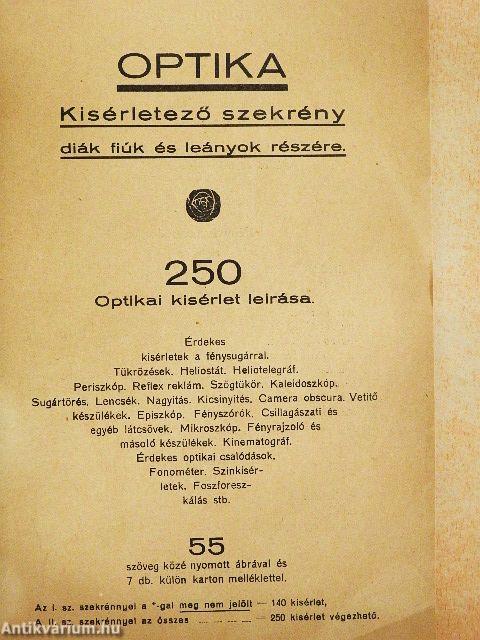 OPTIKA
Kisérletező szekrény
diák fiúk és leányok részére.
250
Optikai kisérlet leirása.
Érdekes
kisérletek a fénysugárral.
Tükrözések. Heliostát. Heliotelegráf.
Periszkóp. Reflex reklám. Szögtükör. Kaleidoszkóp.
Sugártörés. Lencsék. Nagyitás. Kicsinyités. Camera obscura. Vetitő
készülékek. Episzkóp. Fényszórók. Csillagászati és
egyéb látcsövek. Mikroszkóp. Fényrajzoló és
másoló készülékek. Kinematográf.
Érdekes optikai csalódások.
Fonométer. Szinkisér-
letek. Foszforesz-
kálás stb.
55
szöveg közé nyomott ábrával és
7 db. külön karton melléklettel.
Az I. sz. szekrénnyel a *-gal meg nem jelölt — 140 kisérlet,
A II. sz. szekrénnyel az összes — — — — 250 kisérlet végezhető.
Antikvarium.hu